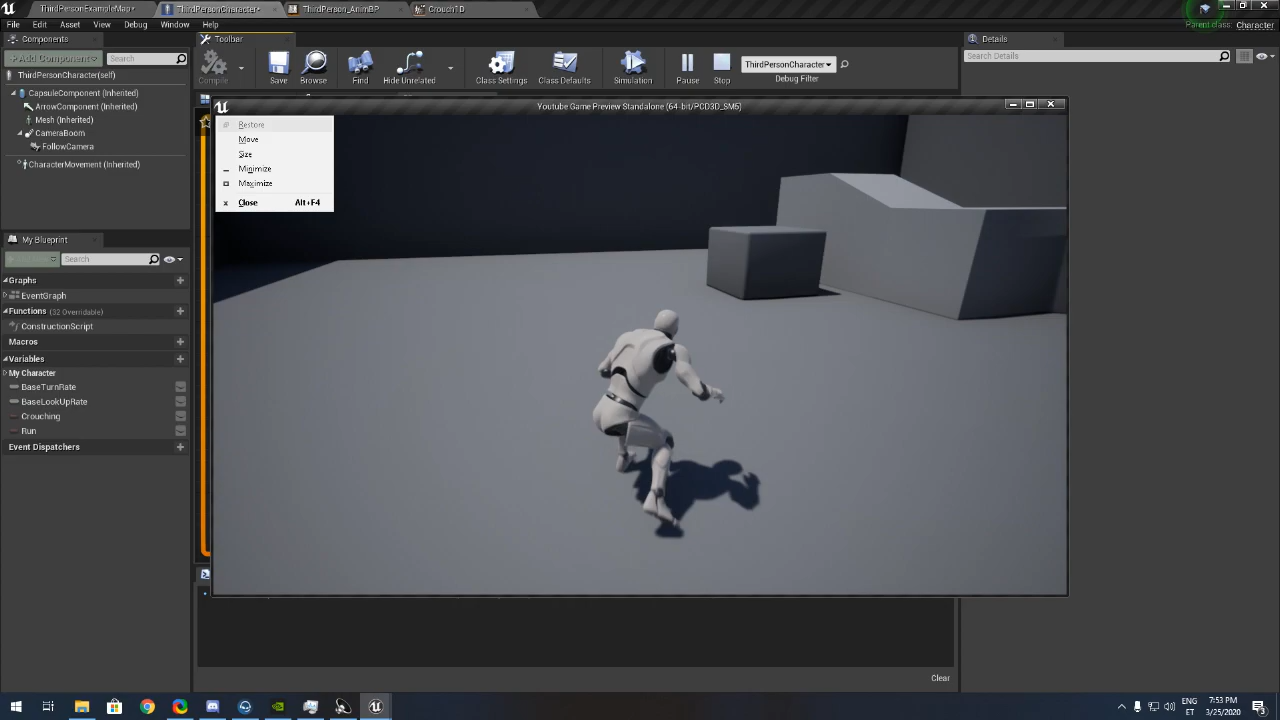 ThirdPersonExampleMap•
ThirdPersonCharacter•
ThirdPerson_AnimBP
Crouch1D
File Edit Asset View Debug Window Help
Parent class: Character
Components
Toolbar
Details
+Add Component
Search
Compile
Save
Browse
Find
Hide Unrelated
Class Settings
Class Defaults
Simulation
Pause
Stop
ThirdPersonCharacter
Debug Filter
Search Details
ThirdPersonCharacter(self)
CapsuleComponent (Inherited)
ArrowComponent (Inherited)
Mesh (Inherited)
CameraBoom
FollowCamera
CharacterMovement (Inherited)
Youtube Game Preview Standalone (64-bit/PCD3D_SM5)
Restore
Move
Size
Minimize
Maximize
Close Alt+F4
My Blueprint
Search
Graphs
EventGraph
Functions (32 Overridable)
ConstructionScript
Macros
Variables
My Character
BaseTurnRate
BaseLookUpRate
Crouching
Run
Event Dispatchers
Clear
ENG
ET
7:53 PM
3/25/2020
3